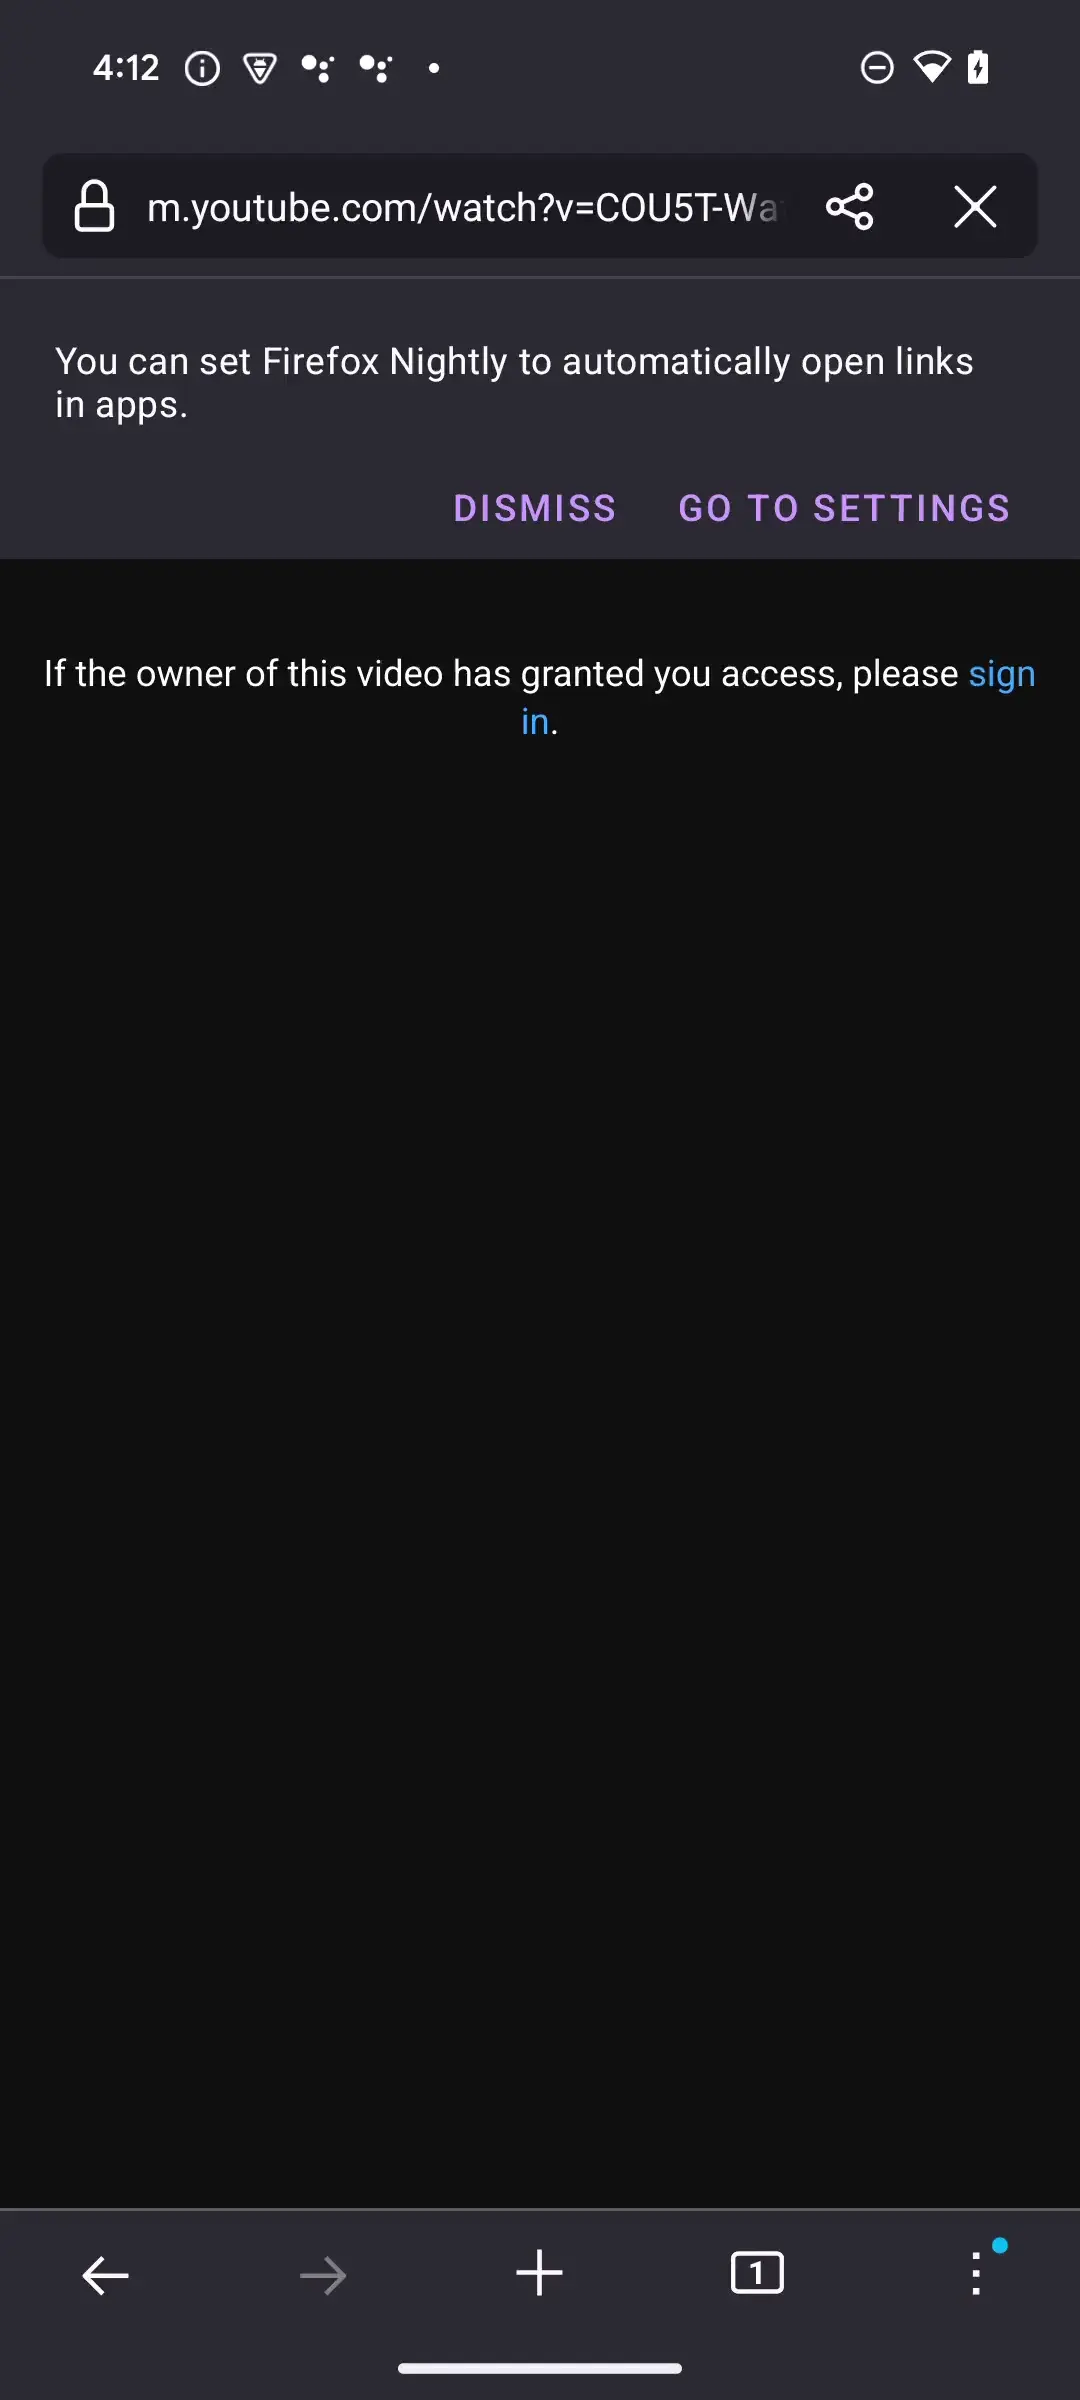 4:12
m.youtube.com/watch?v=COU5T-Wa
You can set Firefox Nightly to automatically open links
in apps.
DISMISS GO TO SETTINGS
If the owner of this video has granted you access, please sign
in.
1